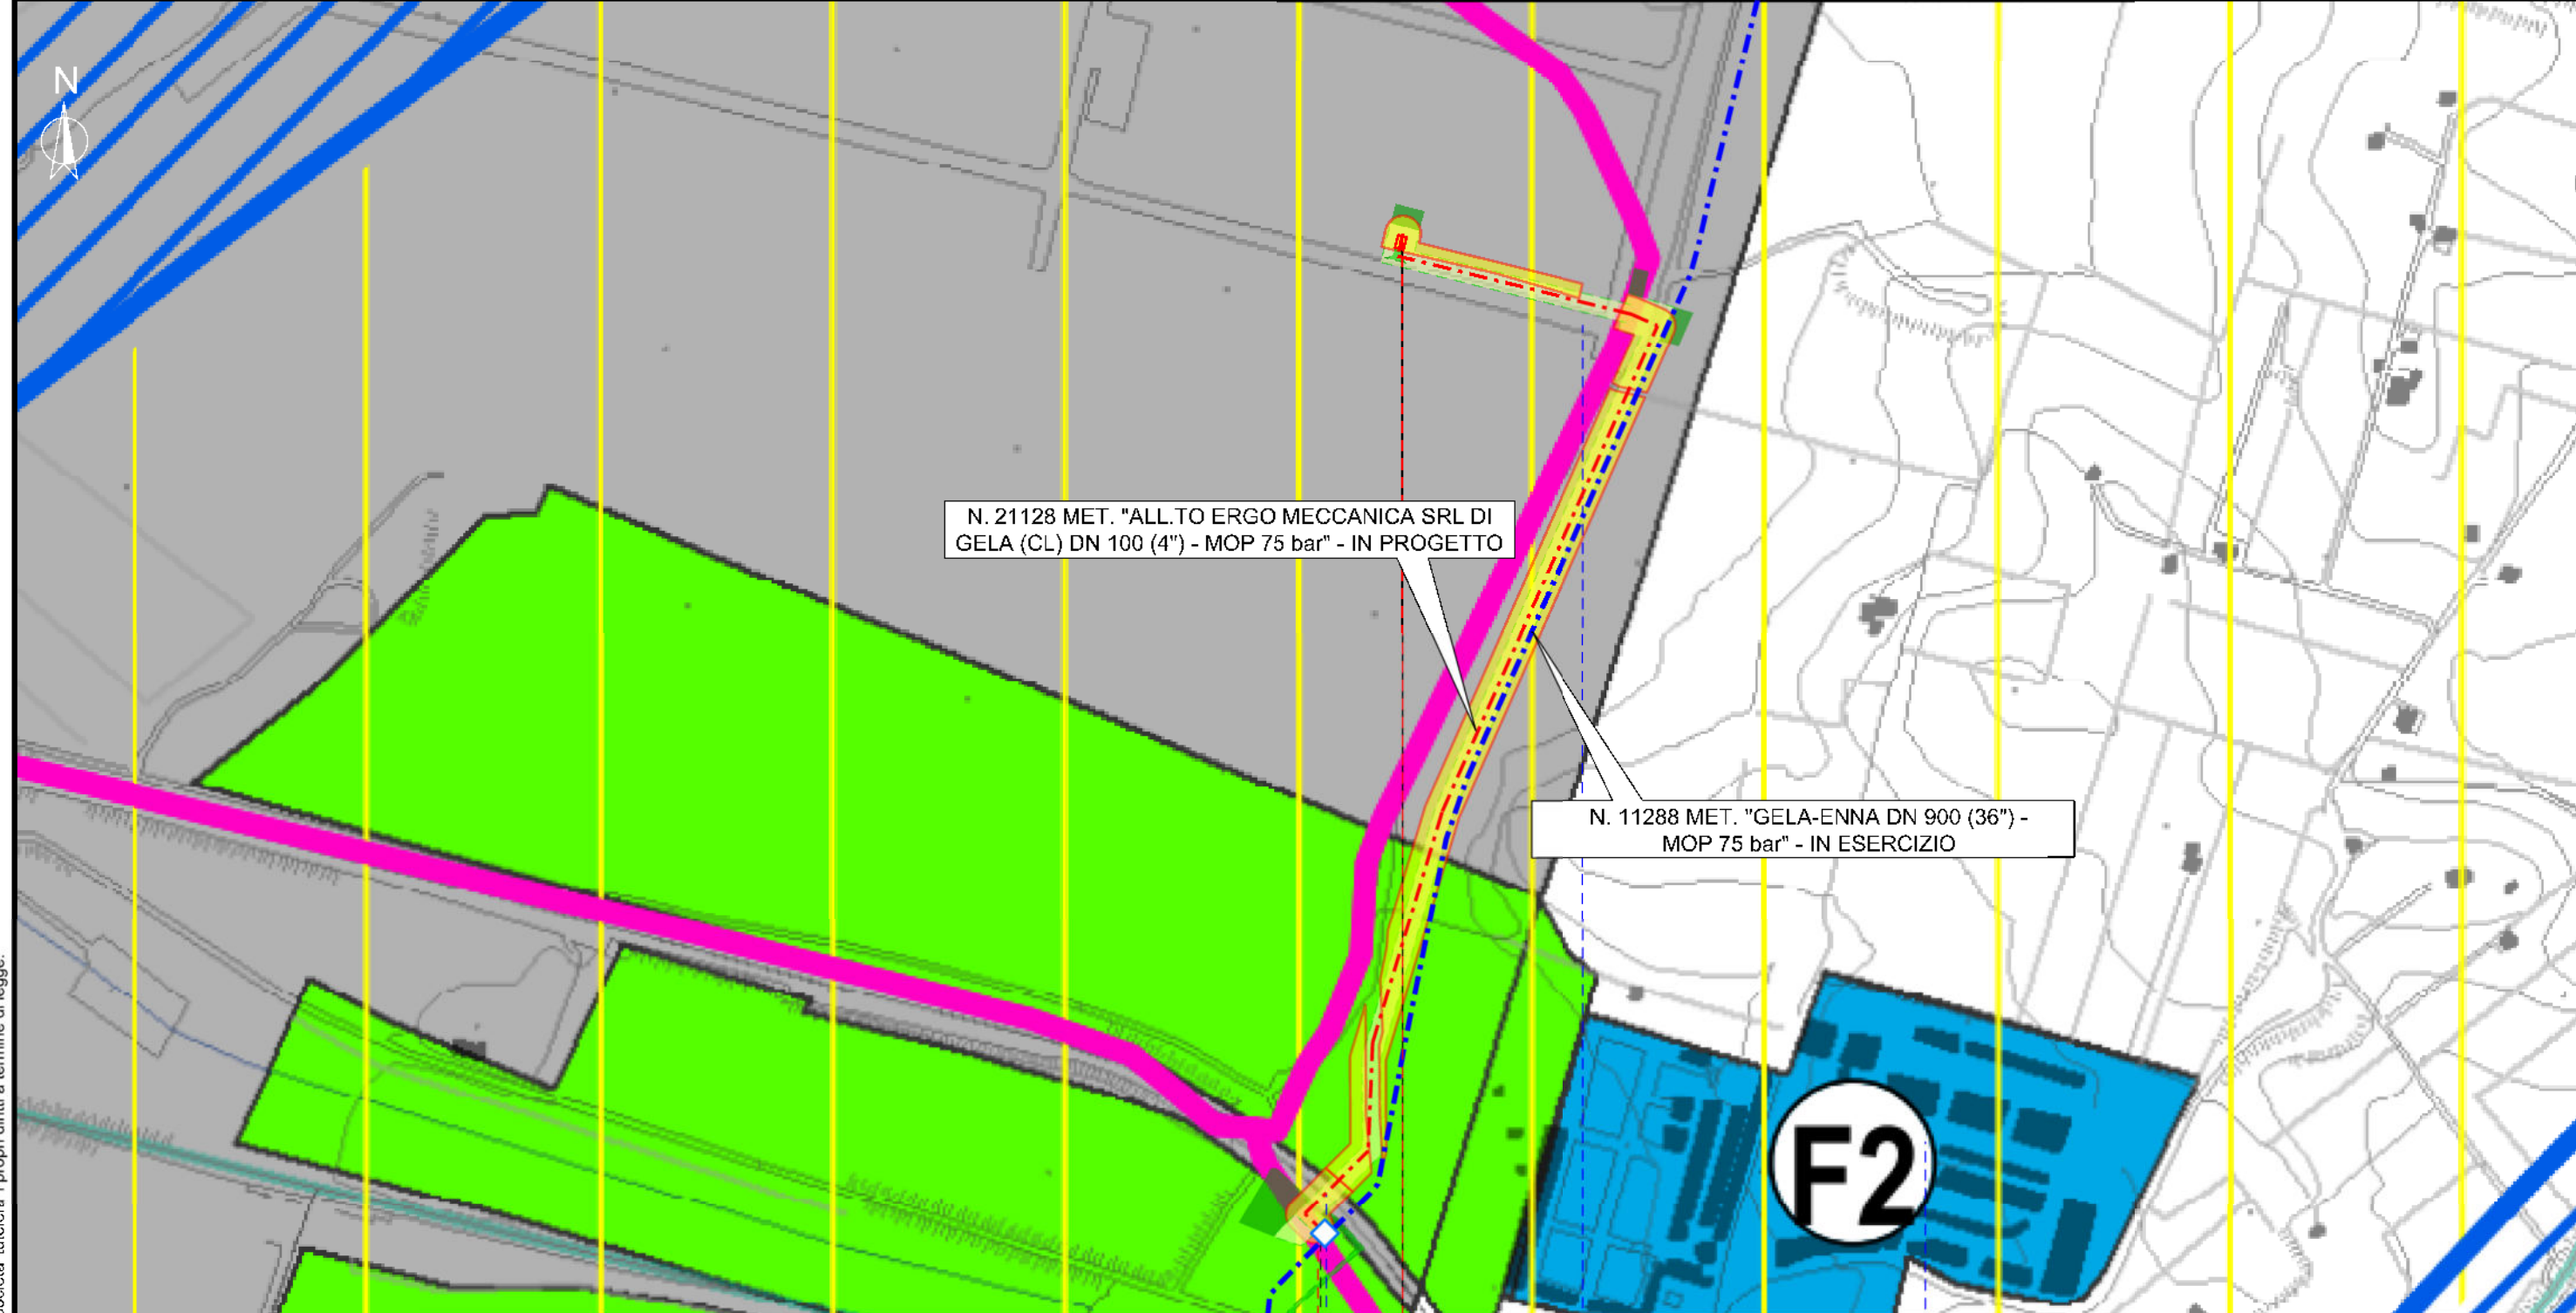 N
N. 21128 MET. "ALL.TO ERGO MECCANICA SRL DI
GELA (CL) DN 100 (4") - MOP 75 bar" - IN PROGETTO
N. 11288 MET. "GELA-ENNA DN 900 (36") -
MOP 75 bar" - IN ESERCIZIO
F2